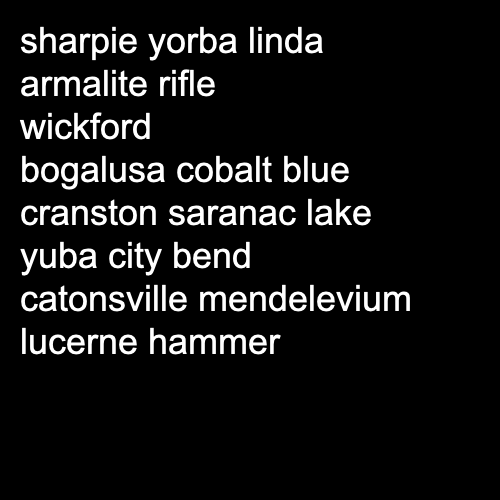 sharpie yorba linda
armalite rifle
wickford
bogalusa cobalt blue
cranston saranac lake
yuba city bend
catonsville mendelevium
lucerne hammer